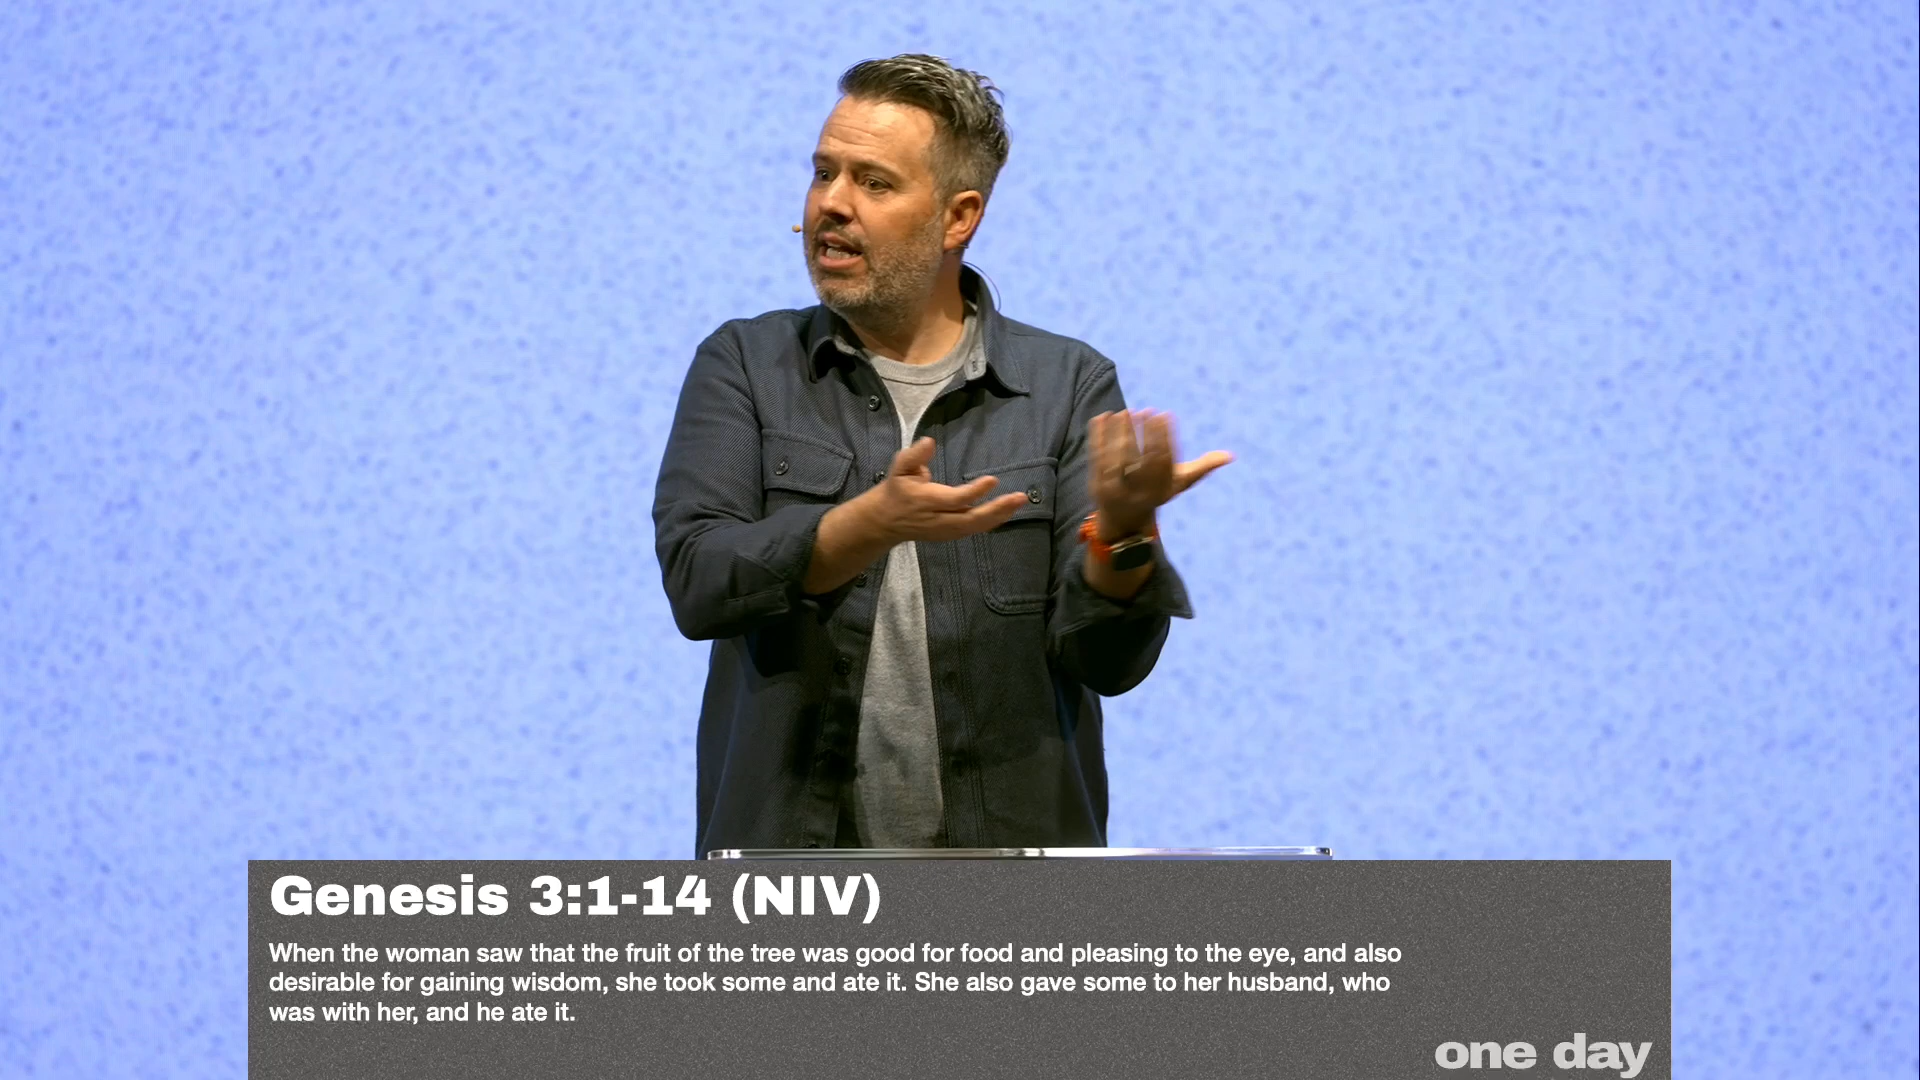 Genesis 3:1-14 (NIV)
When the woman saw that the fruit of the tree was good for food and pleasing to the eye, and also
desirable for gaining wisdom, she took some and ate it. She also gave some to her husband, who
was with her, and he ate it.
one day